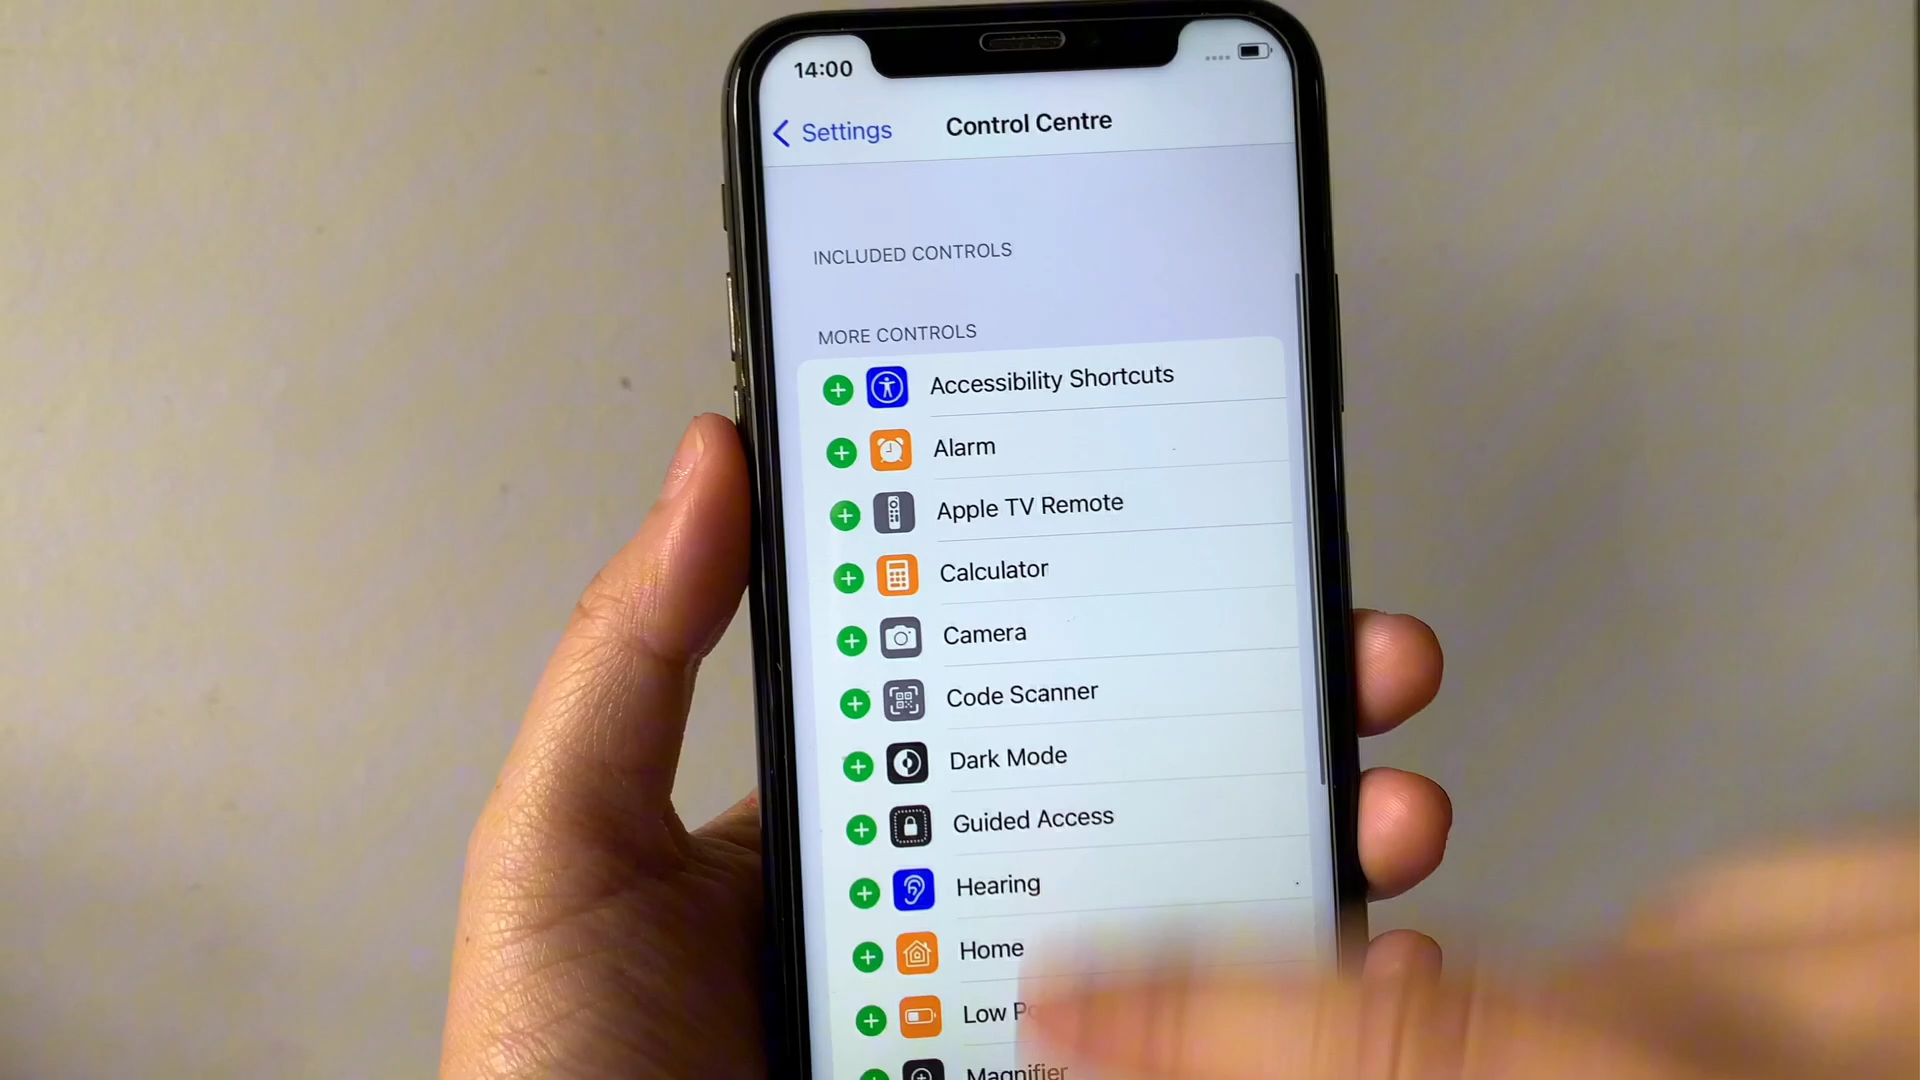 14:00
Settings
Control Centre
INCLUDED CONTROLS
MORE CONTROLS
Accessibility Shortcuts
Alarm
Apple TV Remote
Calculator
Camera
Code Scanner
Dark Mode
Guided Access
Hearing
Home
Low
Magnifier